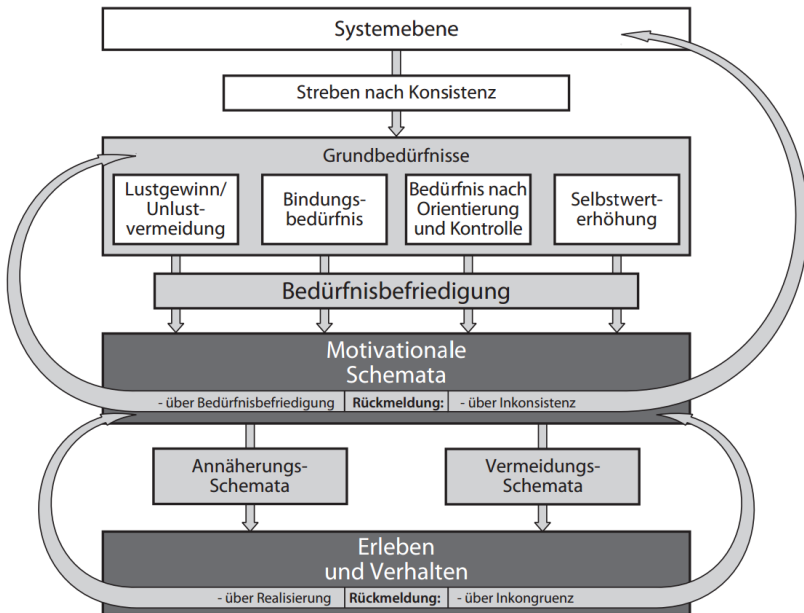 Systemebene
Streben nach Konsistenz
Grundbedürfnisse
Lustgewinn/
Unlust-
vermeidung
Bindungs-
bedürfnis
Bedürfnis nach
Orientierung
und Kontrolle
Selbstwert-
erhöhung
Bedürfnisbefriedigung
Motivationale
Schemata
- über Bedürfnisbefriedigung Rückmeldung: - über Inkonsistenz
Annäherungs-
Schemata
Vermeidungs-
Schemata
Erleben
und Verhalten
- über Realisierung Rückmeldung: - über Inkongruenz